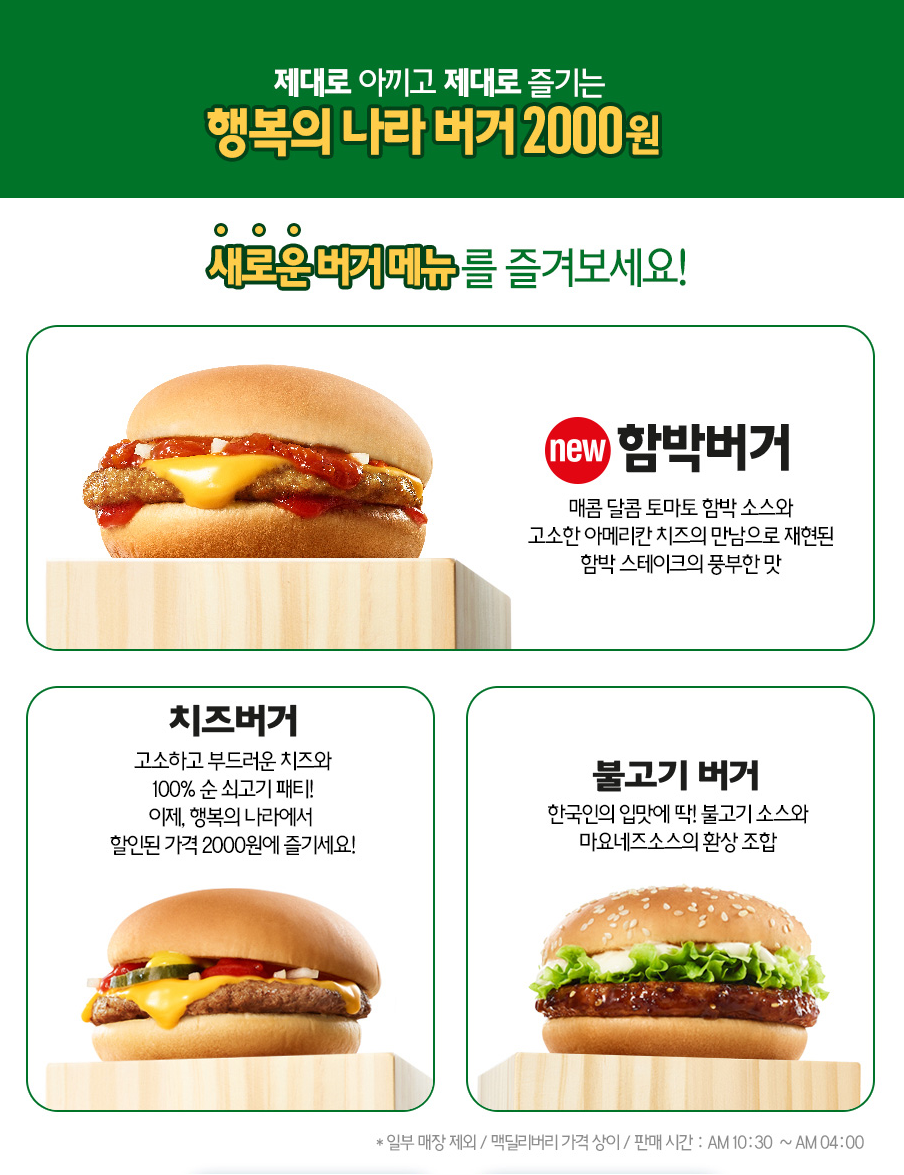 제대로 아끼고 제대로 즐기는
행복의 나라 버거 2000원
새로운 버거 메뉴를 즐겨보세요!
new 함박버거
매콤 달콤 토마토 함박 소스와
고소한 아메리칸 치즈의 만남으로 재현된
함박 스테이크의 풍부한 맛
치즈버거
고소하고 부드러운 치즈와
100% 순 쇠고기 패티!
이제, 행복의 나라에서
할인된 가격 2000원에 즐기세요!
불고기 버거
한국인의 입맛에 딱! 불고기 소스와
마요네즈소스의 환상 조합
* 일부 매장 제외 / 맥딜리버리 가격 상이 / 판매 시간 : AM 10 : 30 ~ AM 04 : 00